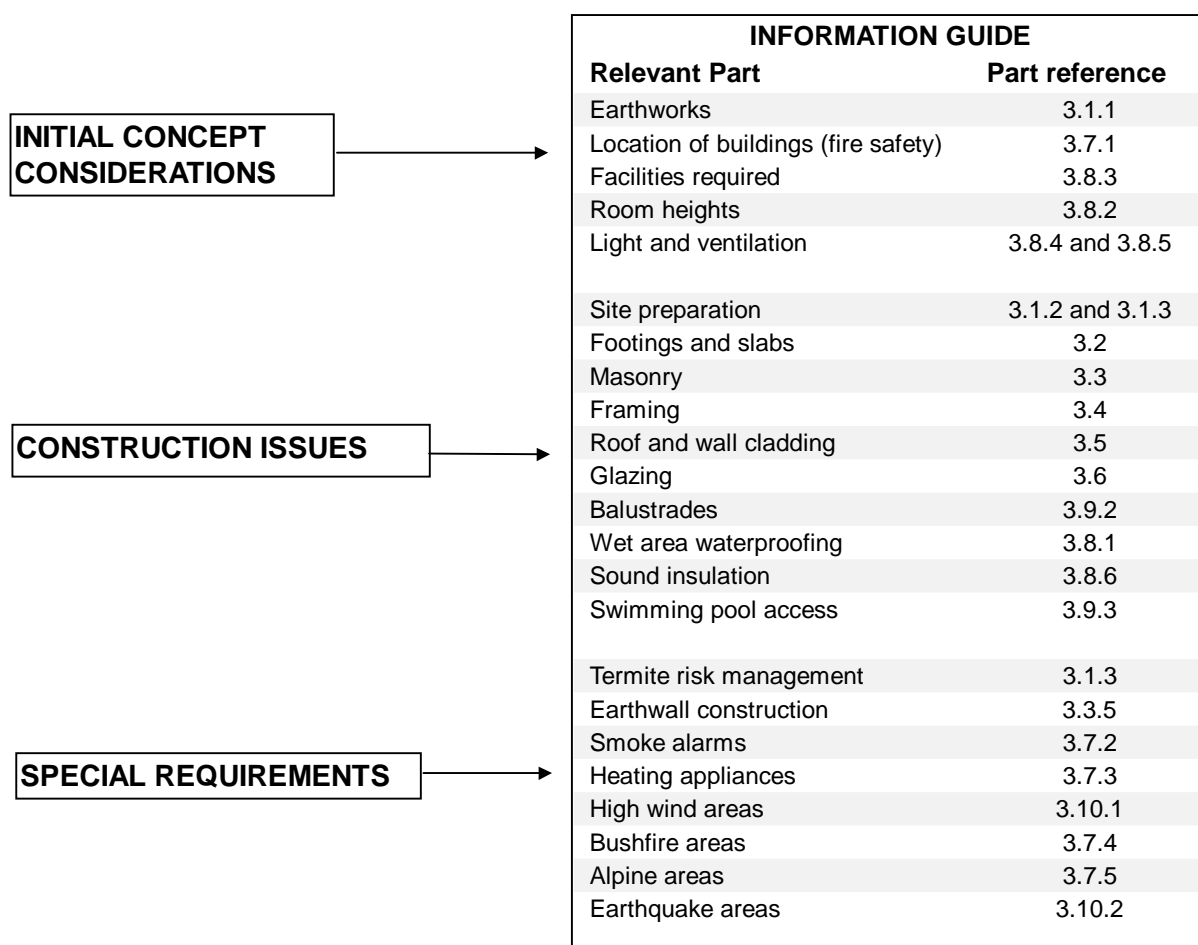 INFORMATION GUIDE
Relevant Part Part reference
INITIAL CONCEPT
CONSIDERATIONS
Earthworks 3.1.1
Location of buildings (fire safety) 3.7.1
Facilities required 3.8.3
Room heights 3.8.2
Light and ventilation 3.8.4 and 3.8.5
CONSTRUCTION ISSUES
Site preparation 3.1.2 and 3.1.3
Footings and slabs 3.2
Masonry 3.3
Framing 3.4
Roof and wall cladding 3.5
Glazing 3.6
Balustrades 3.9.2
Wet area waterproofing 3.8.1
Sound insulation 3.8.6
Swimming pool access 3.9.3
SPECIAL REQUIREMENTS
Termite risk management 3.1.3
Earthwall construction 3.3.5
Smoke alarms 3.7.2
Heating appliances 3.7.3
High wind areas 3.10.1
Bushfire areas 3.7.4
Alpine areas 3.7.5
Earthquake areas 3.10.2